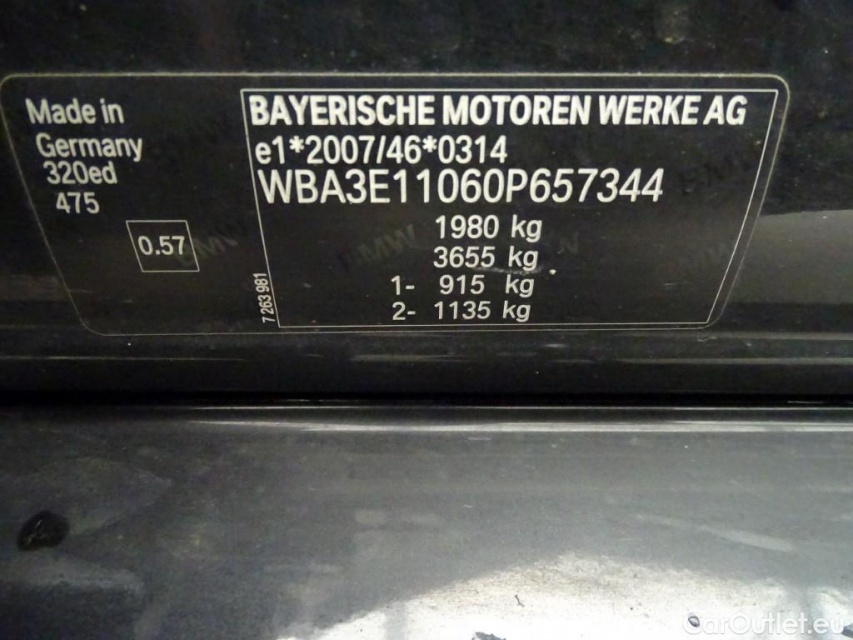 Made in
Germany
320ed
475
0.57
BAYERISCHE MOTOREN WERKE AG
e1*2007/46*0314
WBA3E11060P657344
1980 kg
3655 kg
1- 915 kg
2- 1135 kg
7 263 981
CarOutlet.eu